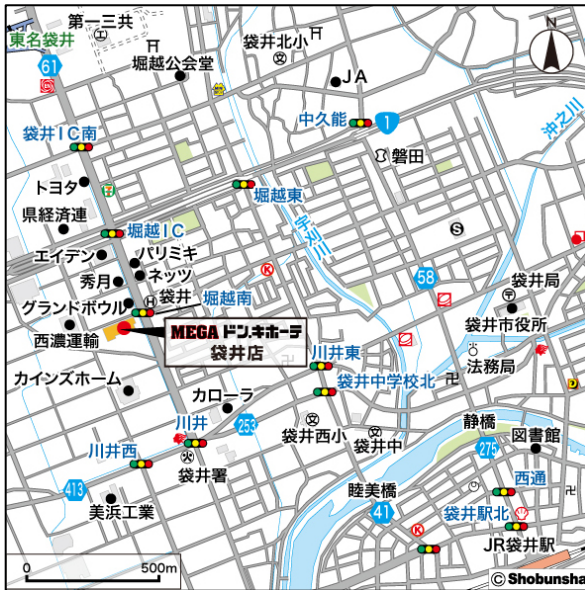 第一三共
東名袋井
61
堀越公会堂
袋井北小
N
JA
中久能
1
沖之川
袋井IC南
磐田
トヨタ
堀越東
県経済連
堀越IC
宇刈川
エイデン
パリミキ
ネッツ
秀月
袋井
堀越南
58
S
グランドボウル
袋井局
西濃運輸
MEGAドン.キホーテ
袋井店
袋井市役所
川井東
法務局
カインズホーム
袋井中学校北
カローラ
253
川井
袋井西小
袋井中
静橋
図書館
275
川井西
袋井署
413
美浜工業
睦美橋
41
西通
袋井駅北
JR袋井駅
0
500m
© Shobunsha